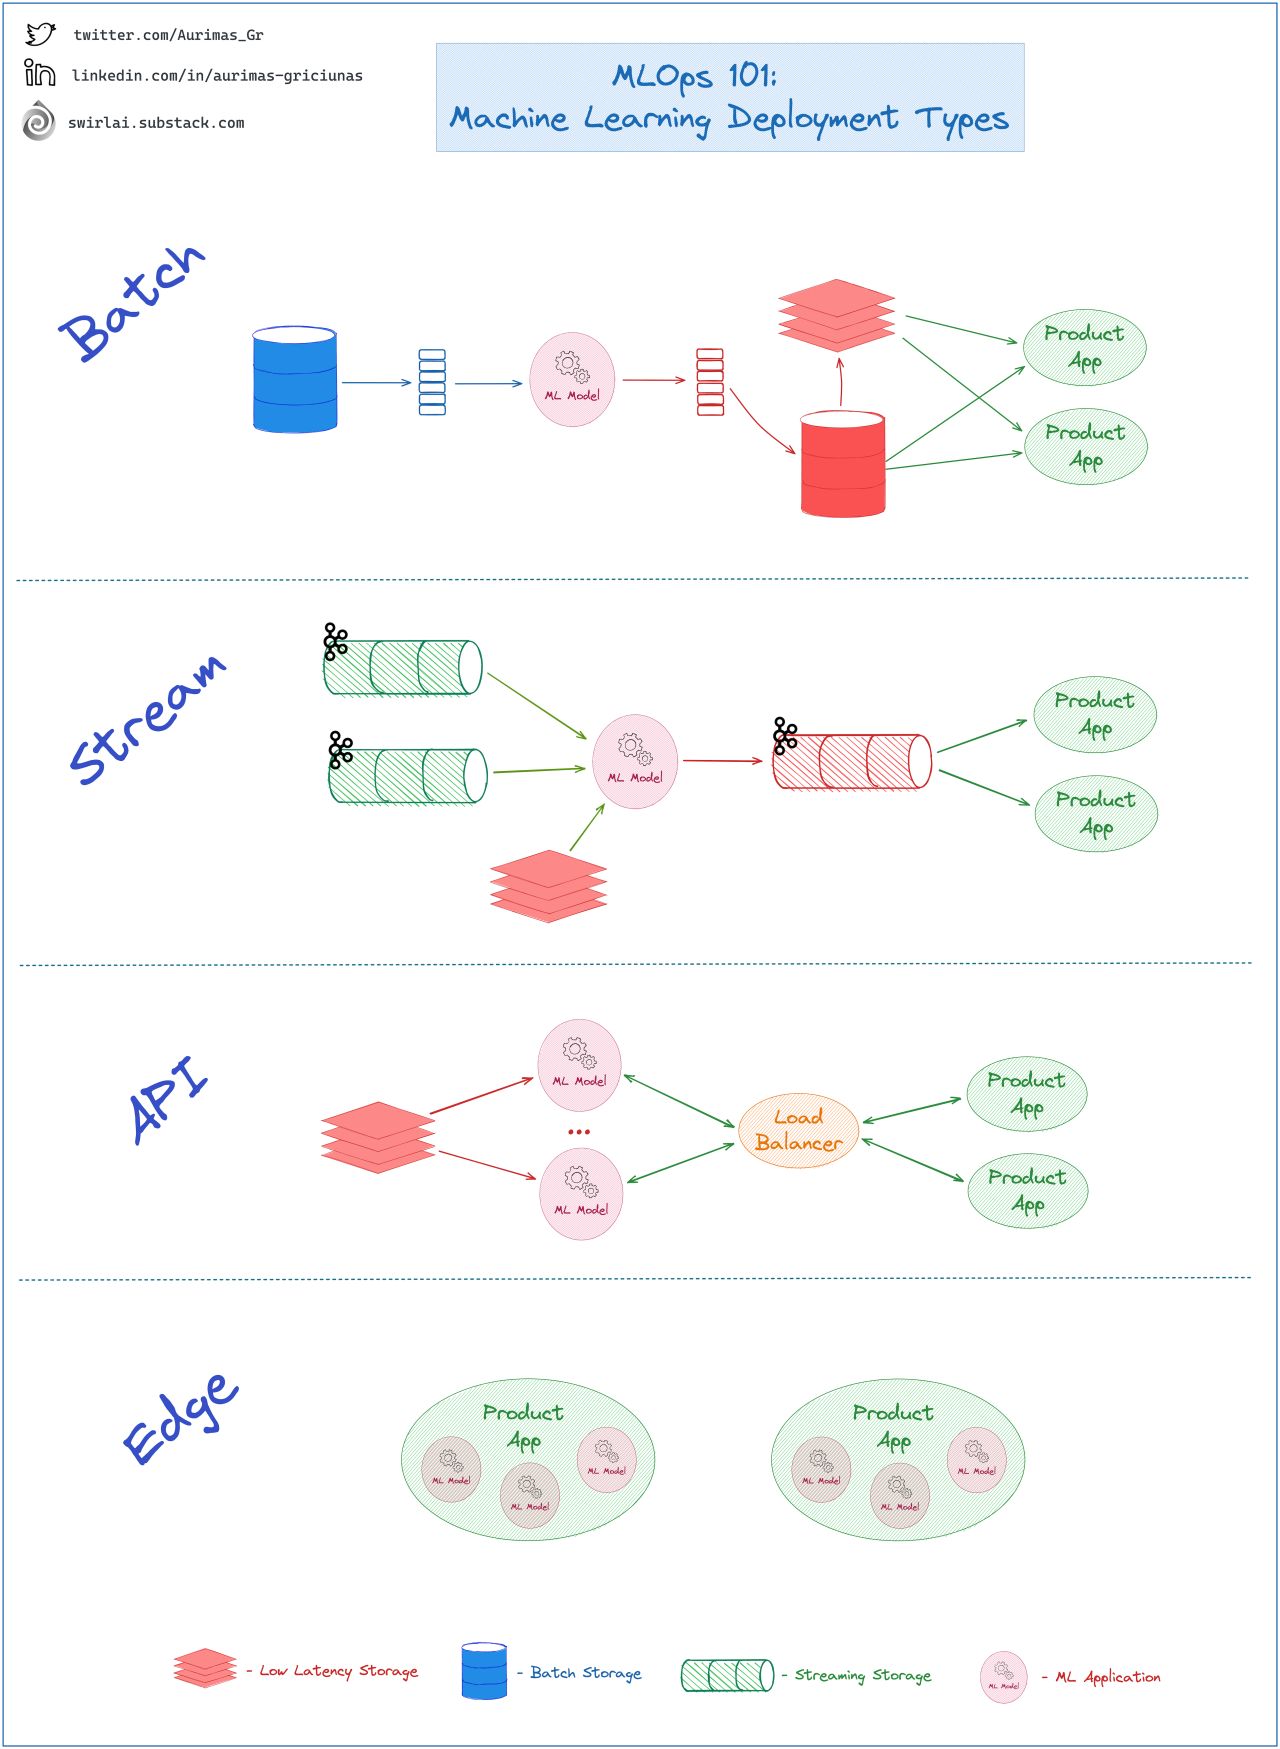 twitter.com/Aurimas_Gr
linkedin.com/in/aurimas-griciunas
swirlai.substack.com
MLOps 101:
Machine Learning Deployment Types
Batch
ML Model
Product
App
Product
App
Stream
ML Model
Product
App
Product
App
API
ML Model
...
ML Model
Load
Balancer
Product
App
Product
App
Edge
Product
App
ML Model
ML Model
ML Model
Product
App
ML Model
ML Model
ML Model
- Low Latency Storage
- Batch Storage
- Streaming Storage
ML Model
- ML Application